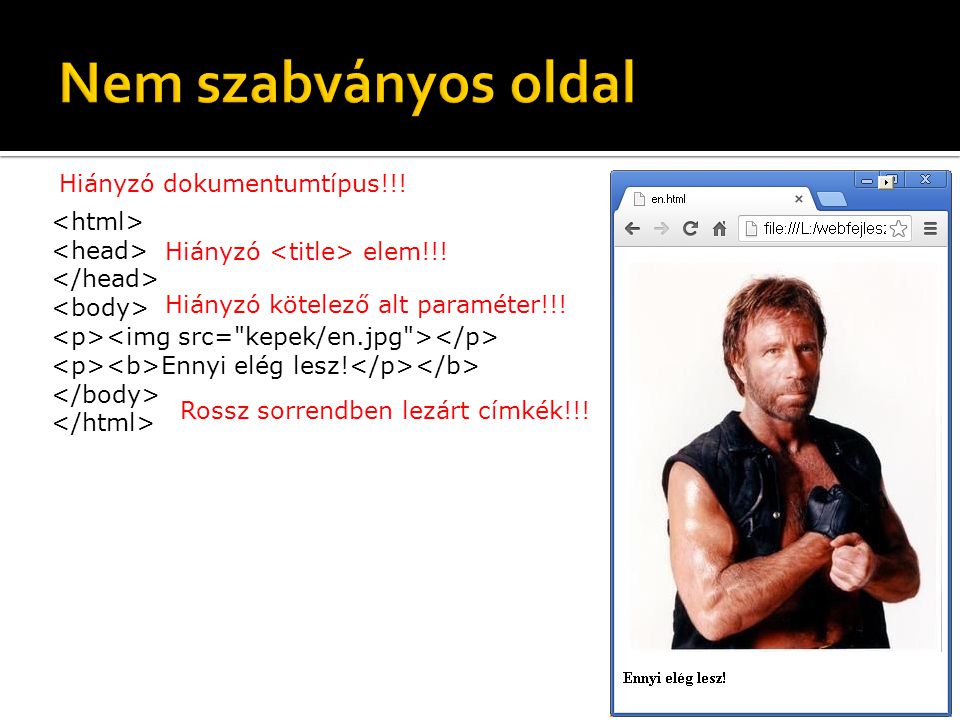 Nem szabványos oldal
Hiányzó dokumentumtípus!!!
<html>
<head>
Hiányzó <title> elem!!!
</head>
<body>
Hiányzó kötelező alt paraméter!!!
<p><img src="kepek/en.jpg"></p>
<p><b>Ennyi elég lesz!</p></b>
</body>
Rossz sorrendben lezárt címkék!!!
</html>
en.html
file:///L:/webfejles
Ennyi elég lesz!